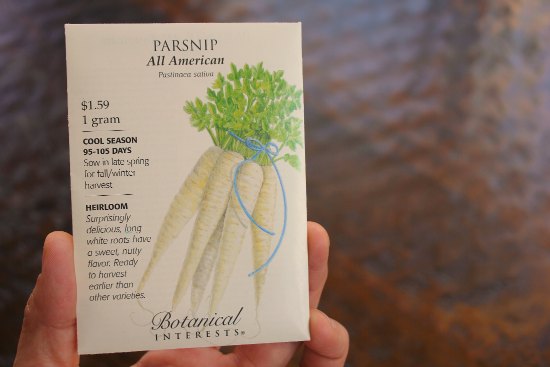 PARSNIP
All American
Pastinaca sativa
$1.59
1 gram
COOL SEASON
95-105 DAYS
Sow in late spring
for fall/winter
harvest
HEIRLOOM
Surprisingly
delicious, long
white roots have
a sweet, nutty
flavor. Ready
to harvest
earlier than
other varieties.
Botanical
INTERESTS®